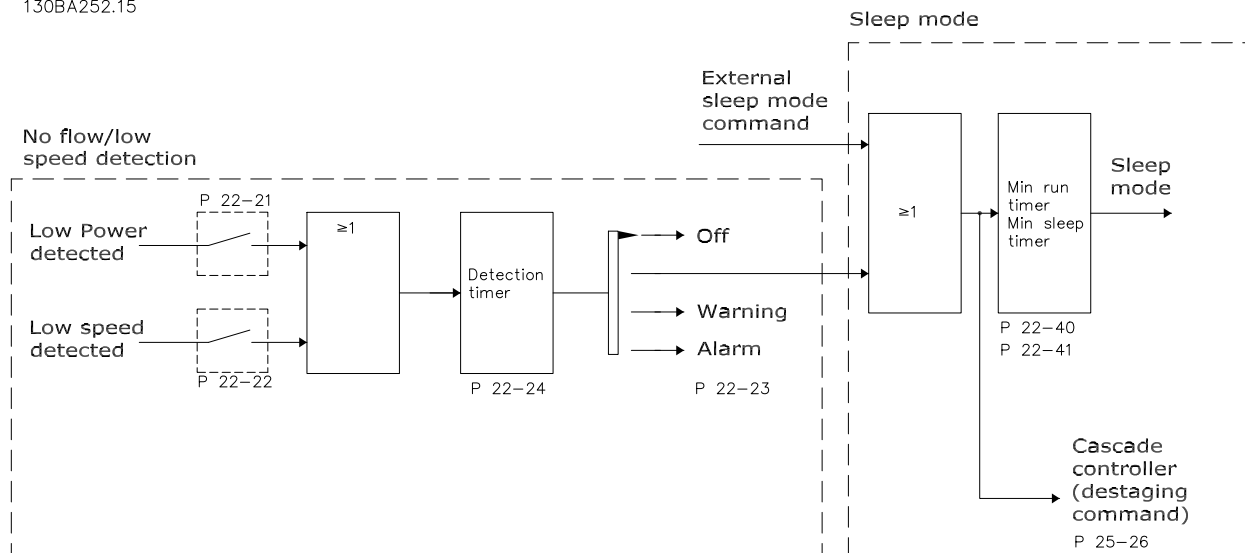 130BA252.15
Sleep mode
External
sleep mode
command
No flow/low
speed detection
P 22-21
Low Power
detected
≥1
Detection
timer
Off
Warning
Alarm
Low speed
detected
P 22-22
P 22-24
P 22-23
≥1
Min run
timer
Min sleep
timer
Sleep
mode
P 22-40
P 22-41
Cascade
controller
(destaging
command)
P 25-26